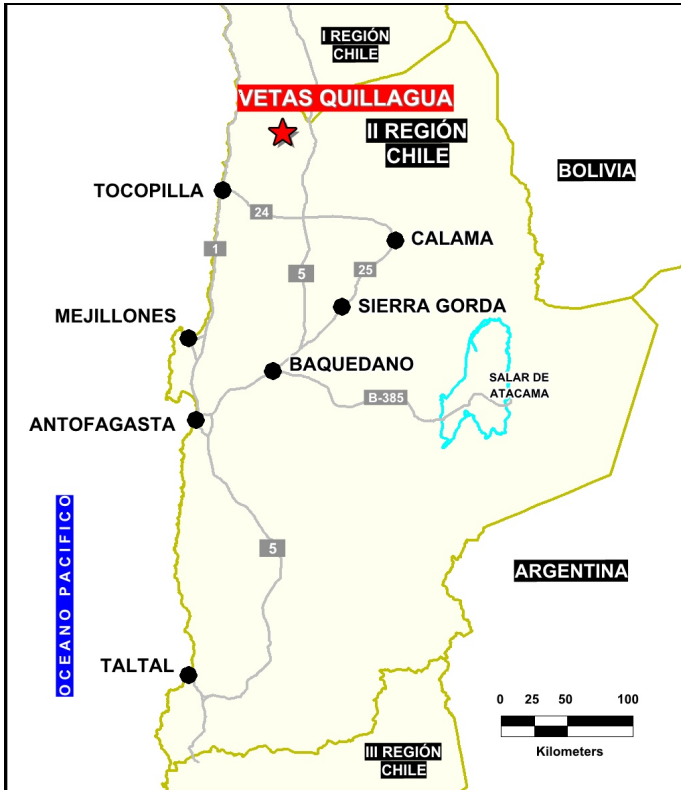 I REGIÓN
CHILE
VETAS QUILLAGUA
II REGIÓN
CHILE
BOLIVIA
TOCOPILLA
24
CALAMA
1
5
25
SIERRA GORDA
MEJILLONES
BAQUEDANO
SALAR DE
ATACAMA
B-385
ANTOFAGASTA
OCEANO PACIFICO
5
ARGENTINA
TALTAL
0 25 50 100
Kilometers
III REGIÓN
CHILE